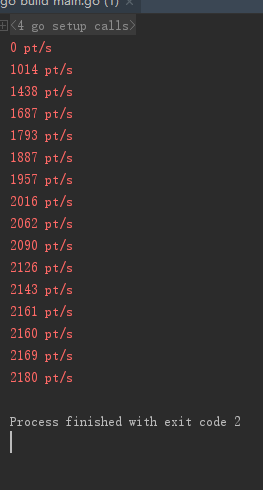 go build main.go (1) ×
<4 go setup calls>
0 pt/s
1014 pt/s
1438 pt/s
1687 pt/s
1793 pt/s
1887 pt/s
1957 pt/s
2016 pt/s
2062 pt/s
2090 pt/s
2126 pt/s
2143 pt/s
2161 pt/s
2160 pt/s
2169 pt/s
2180 pt/s
Process finished with exit code 2